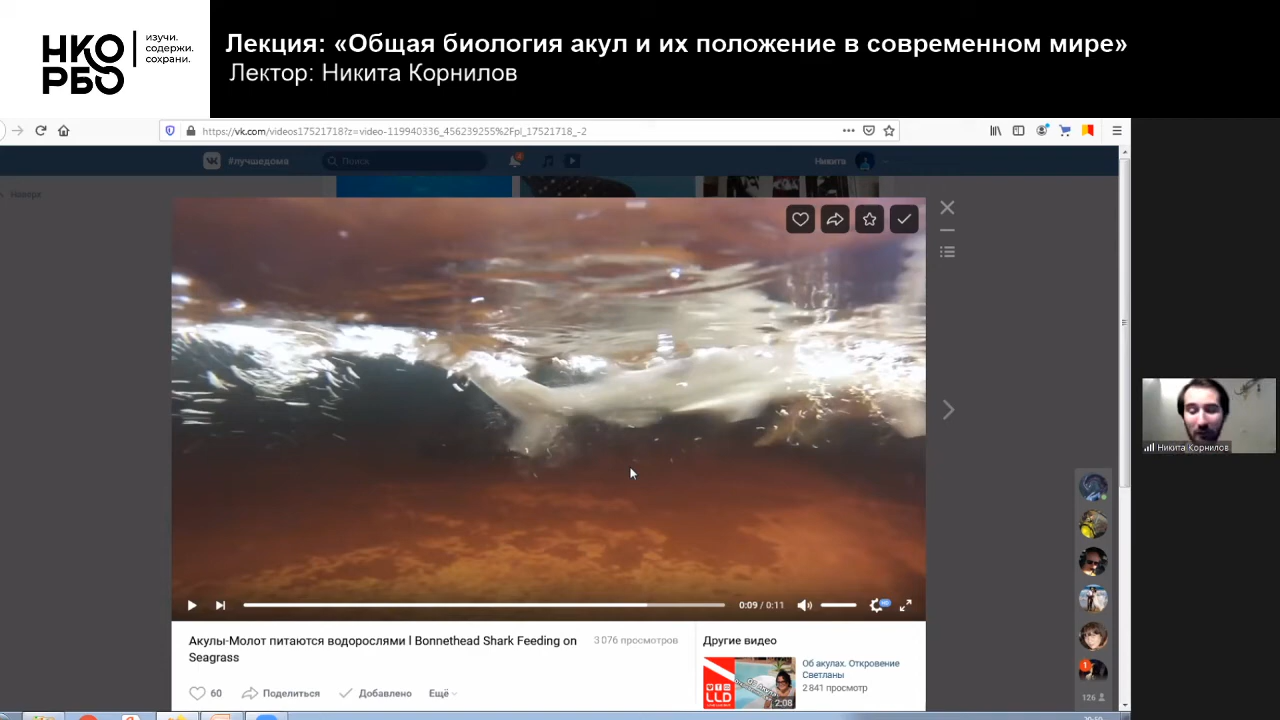 НКО РБО
изучи.
содержи.
сохрани.
Лекция: «Общая биология акул и их положение в современном мире»
Лектор: Никита Корнилов
https://vk.com/videos17521718?z=video-119940336_456239255%2Fpl_17521718_-2
#лучшедома
Поиск
Никита
Наверх
Никита Корнилов
0:09 / 0:11
Акулы-Молот питаются водорослями l Bonnethead Shark Feeding on
Seagrass
3 076 просмотров
Другие видео
Об акулах. Откровение
Светланы
2 841 просмотр
LLD
2:08
60
Поделиться
Добавлено
Ещё
1
126